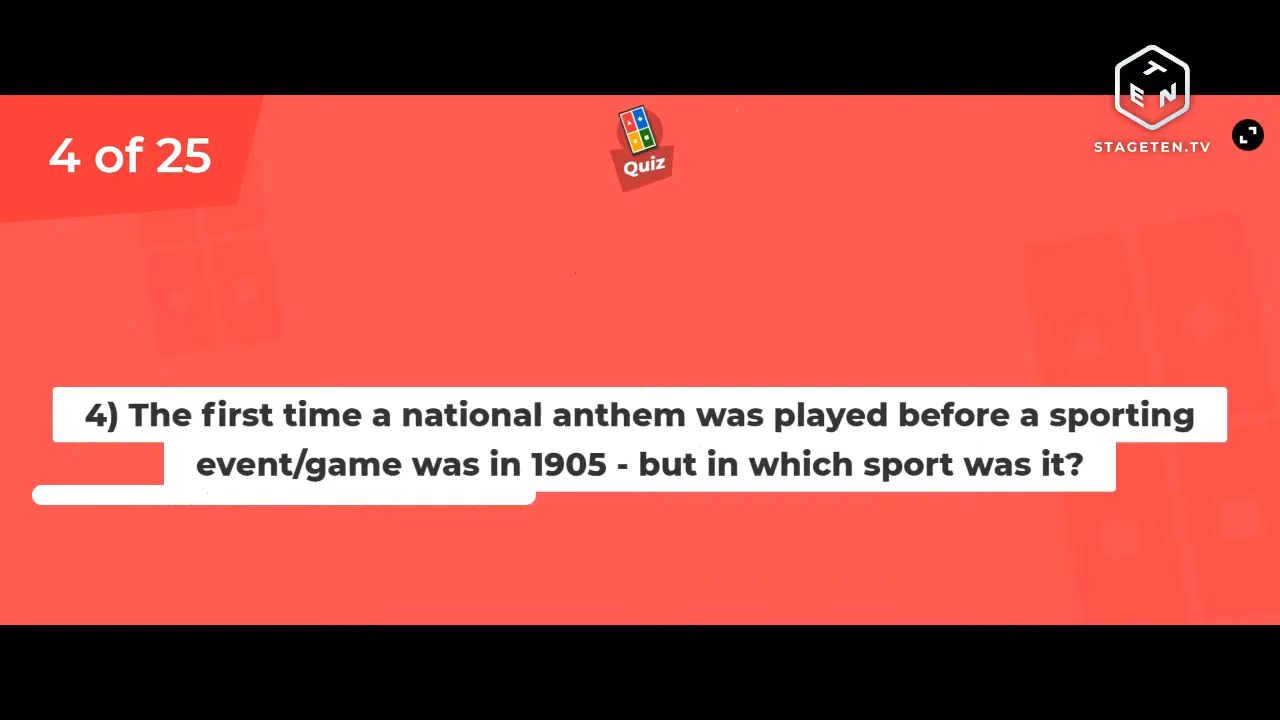 TEN
STAGETEN.TV
4 of 25
Quiz
4) The first time a national anthem was played before a sporting
event/game was in 1905 - but in which sport was it?